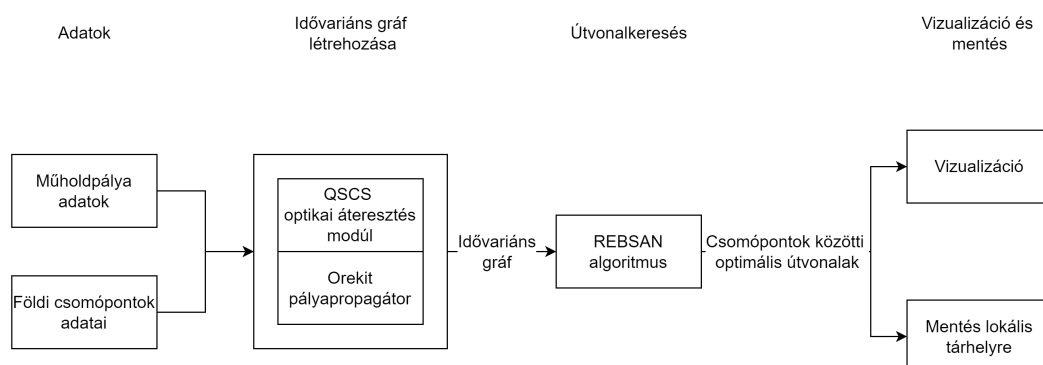 Adatok
Idővariáns gráf
létrehozása
Útvonalkeresés
Vizualizáció és
mentés
Műholdpálya
adatok
Földi csomópontok
adatai
QSCS
optikai áteresztés
modúl
Orekit
pályapropagátor
Idővariáns
gráf
REBSAN
algoritmus
Csomópontok közötti
optimális útvonalak
Vizualizáció
Mentés lokális
tárhelyre